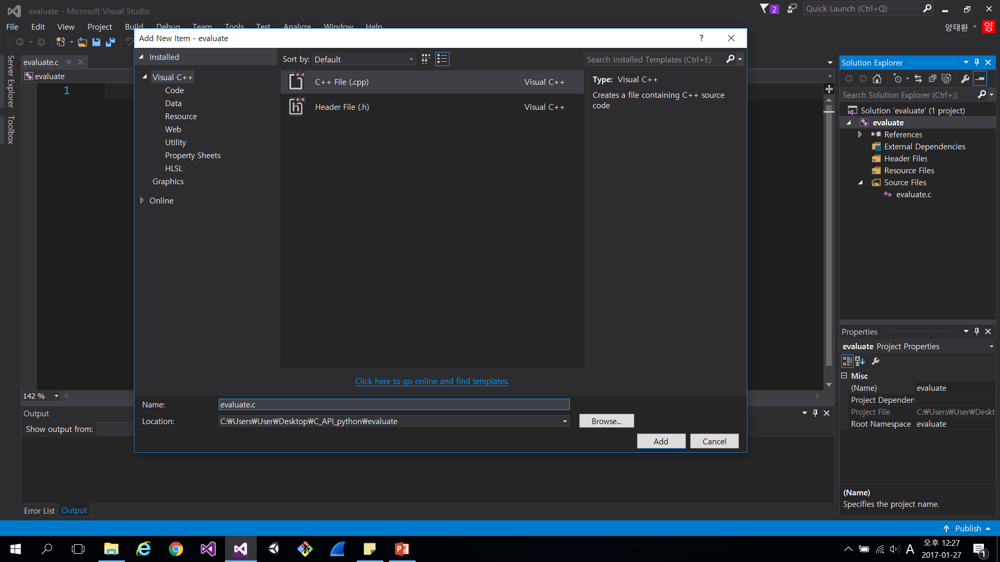 evaluate - Microsoft Visual Studio
2
Quick Launch (Ctrl+Q)
File Edit View Project Build Debug Team Tools Test Analyze Window Help
양태환 양
Add New Item - evaluate
?
Server Explorer
Toolbox
evaluate.c
evaluate
1
Installed
Visual C++
Code
Data
Resource
Web
Utility
Property Sheets
HLSL
Graphics
Online
Sort by: Default
Search Installed Templates (Ctrl+E)
C++ File (.cpp) Visual C++
Header File (.h) Visual C++
Type: Visual C++
Creates a file containing C++ source
code
Click here to go online and find templates.
Name: evaluate.c
Location: C:₩Users₩User₩Desktop₩C_API_python₩evaluate
Browse...
Add Cancel
Solution Explorer
Search Solution Explorer (Ctrl+;)
Solution 'evaluate' (1 project)
evaluate
References
External Dependencies
Header Files
Resource Files
Source Files
evaluate.c
Properties
evaluate Project Properties
Misc
(Name) evaluate
Project Dependen
Project File C:₩Users₩User₩Deskt
Root Namespace evaluate
(Name)
Specifies the project name.
142 %
Output
Show output from:
Error List Output
Publish
A
오후 12:27
2017-01-27
1